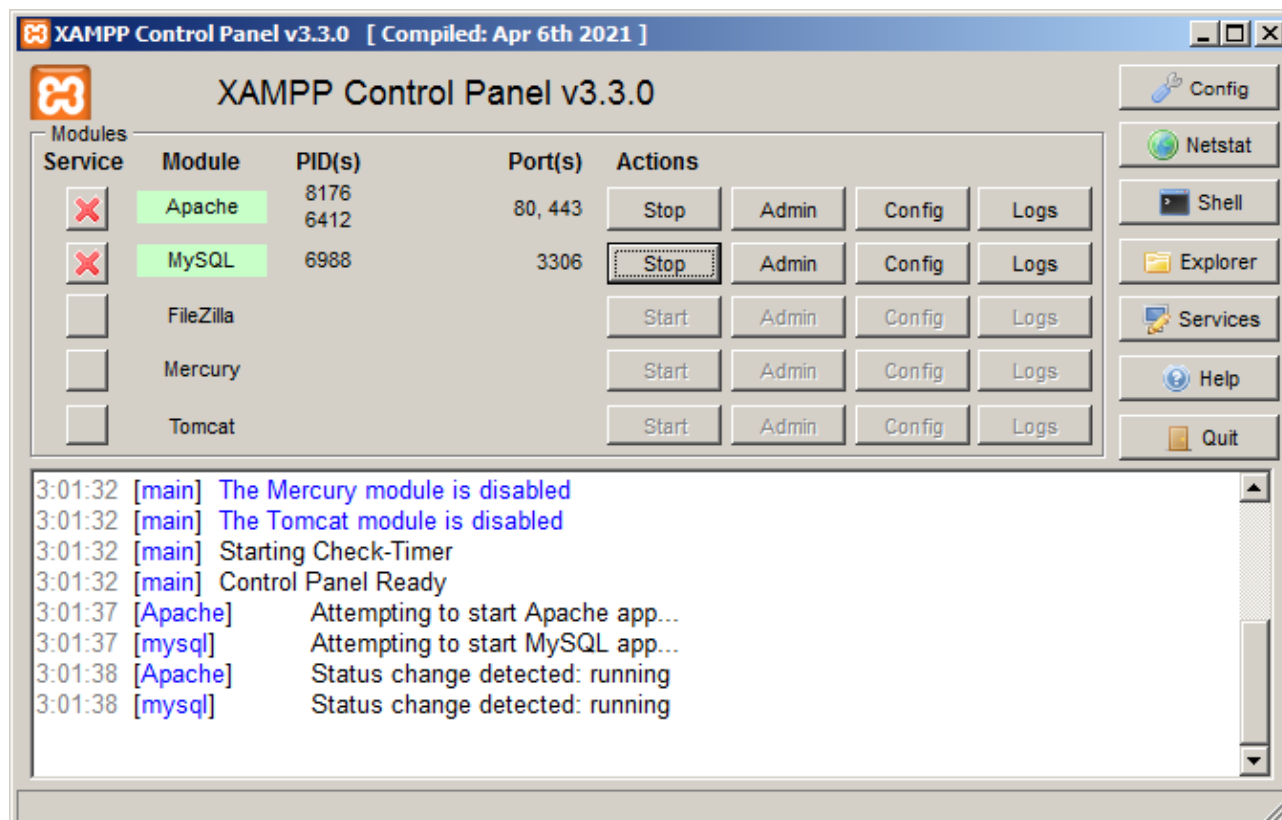 XAMPP Control Panel v3.3.0 [ Compiled: Apr 6th 2021 ]
XAMPP Control Panel v3.3.0
Config
Modules
Netstat
Service Module PID(s) Port(s) Actions
Apache 8176 6412 80, 443 Stop Admin Config Logs
Shell
MySQL 6988 3306 Stop Admin Config Logs
Explorer
FileZilla Start Admin Config Logs
Services
Mercury Start Admin Config Logs
Help
Tomcat Start Admin Config Logs
Quit
3:01:32 [main] The Mercury module is disabled
3:01:32 [main] The Tomcat module is disabled
3:01:32 [main] Starting Check-Timer
3:01:32 [main] Control Panel Ready
3:01:37 [Apache] Attempting to start Apache app...
3:01:37 [mysql] Attempting to start MySQL app...
3:01:38 [Apache] Status change detected: running
3:01:38 [mysql] Status change detected: running